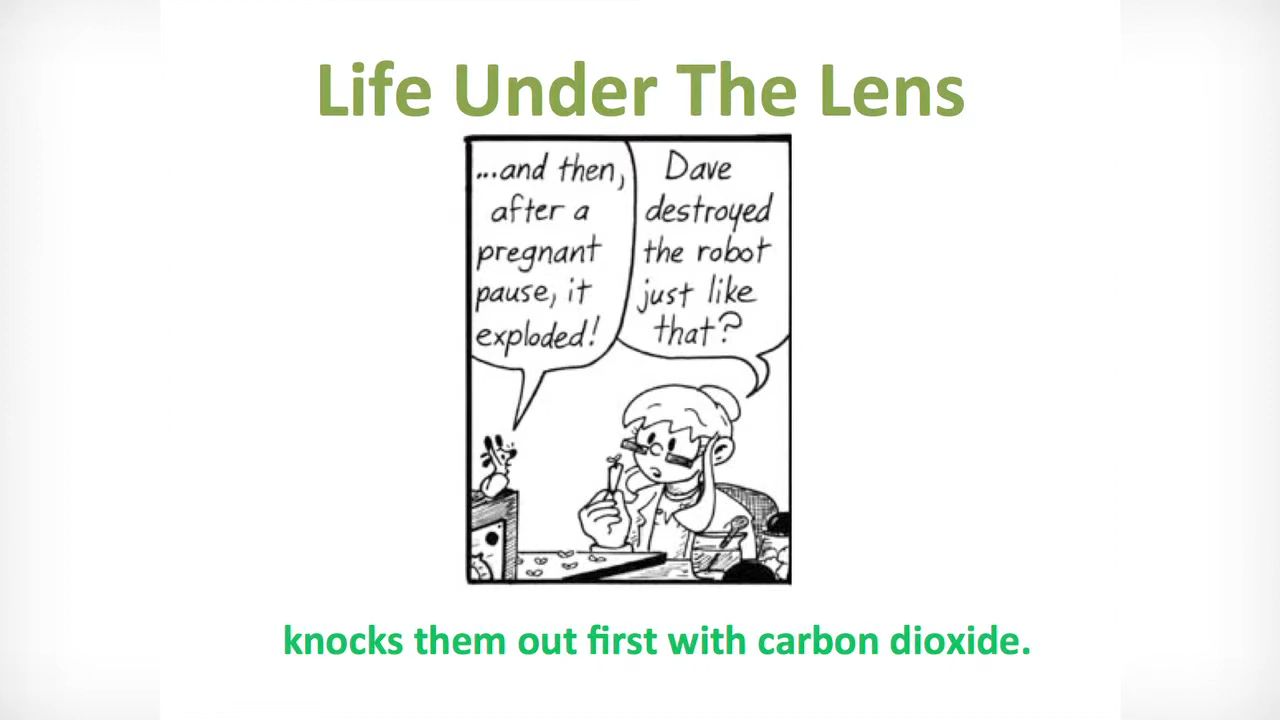 Life Under The Lens
...and then,
after a
pregnant
pause, it
exploded!
Dave
destroyed
the robot
just like
that?
knocks them out first with carbon dioxide.